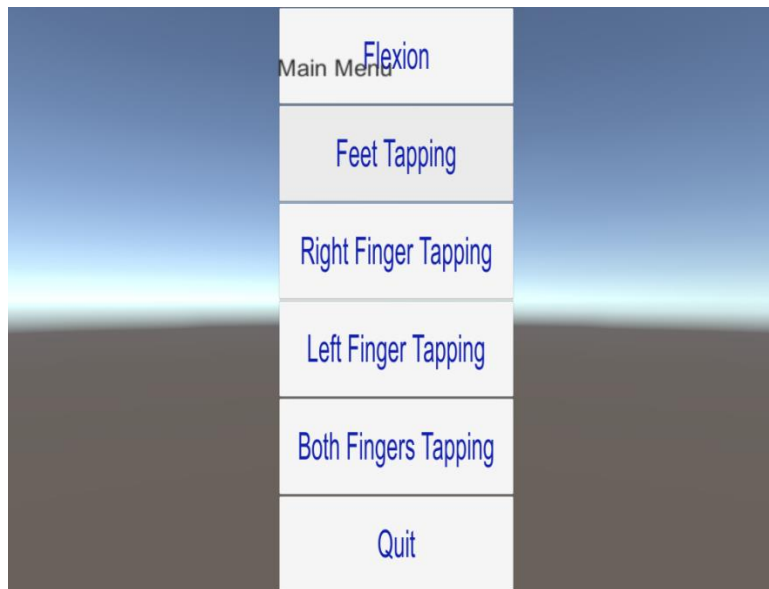 Flexion
Main Menu
Feet Tapping
Right Finger Tapping
Left Finger Tapping
Both Fingers Tapping
Quit